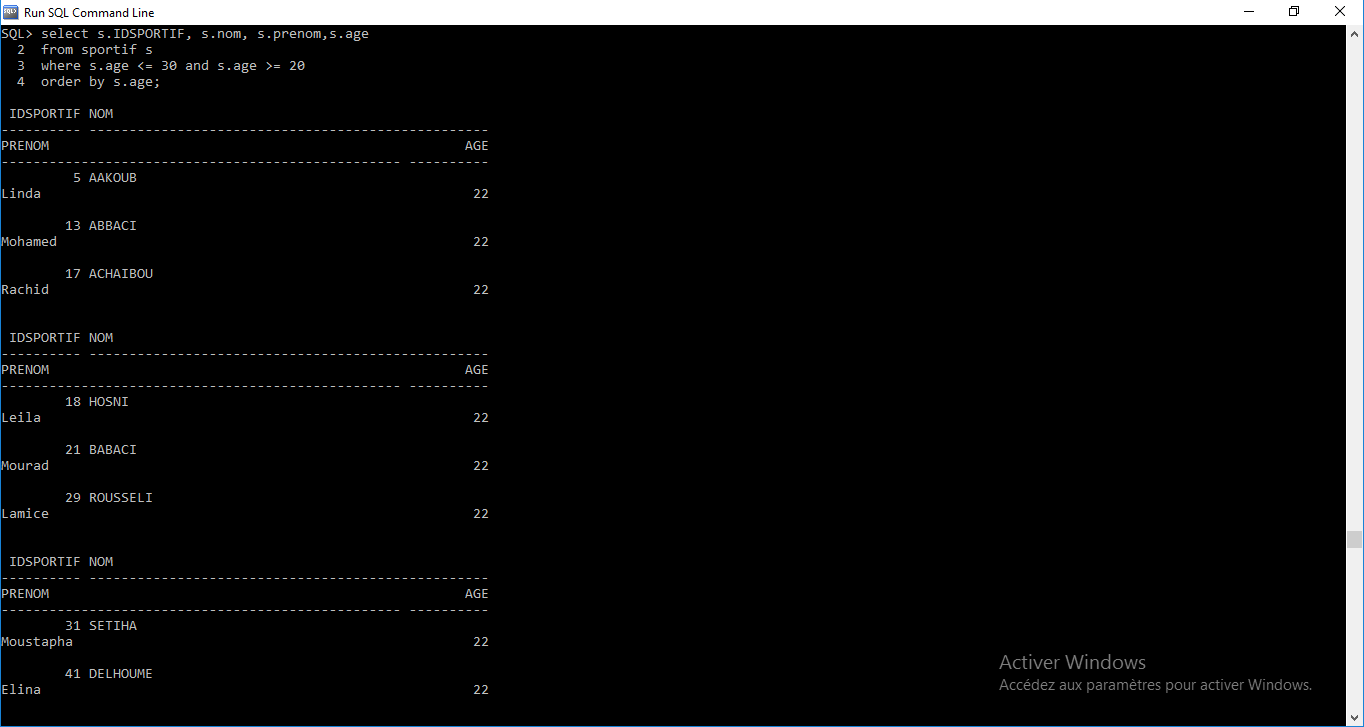 Run SQL Command Line
SQL> select s.IDSPORTIF, s.nom, s.prenom,s.age
2 from sportif s
3 where s.age <= 30 and s.age >= 20
4 order by s.age;
IDSPORTIF NOM
---------- --------------------------------------------------
PRENOM AGE
-------------------------------------------------- ----------
5 AAKOUB
Linda 22
13 ABBACI
Mohamed 22
17 ACHAIBOU
Rachid 22
IDSPORTIF NOM
---------- --------------------------------------------------
PRENOM AGE
-------------------------------------------------- ----------
18 HOSNI
Leila 22
21 BABACI
Mourad 22
29 ROUSSELI
Lamice 22
IDSPORTIF NOM
---------- --------------------------------------------------
PRENOM AGE
-------------------------------------------------- ----------
31 SETIHA
Moustapha 22
41 DELHOUME
Elina 22
Activer Windows
Accédez aux paramètres pour activer Windows.